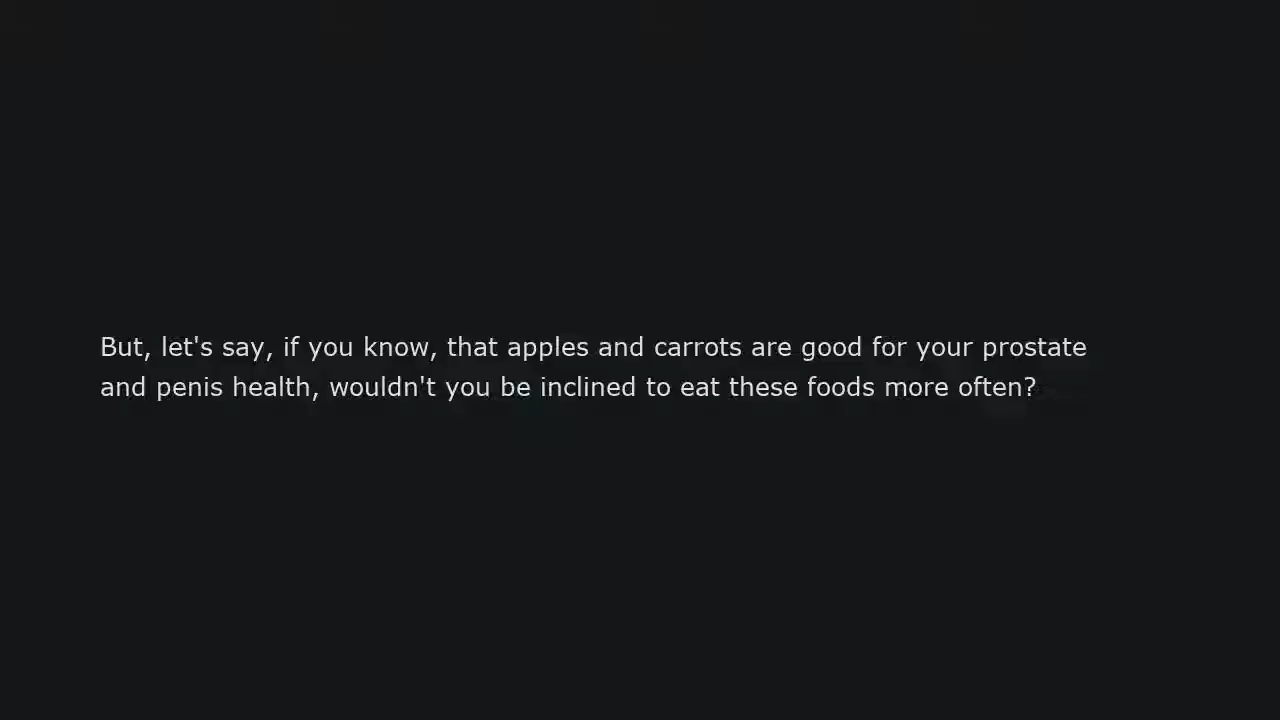 But, let's say, if you know, that apples and carrots are good for your prostate
and penis health, wouldn't you be inclined to eat these foods more often?